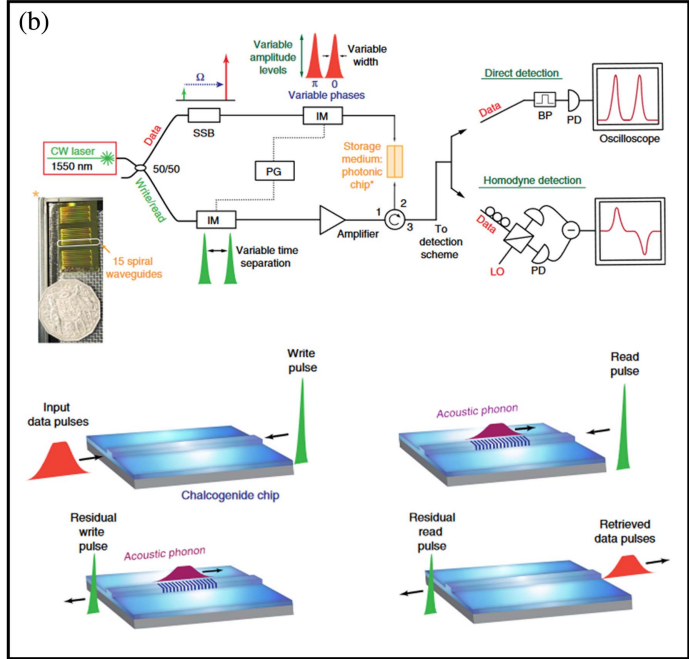 (b)
Variable
amplitude
levels
Variable
width
π 0
Variable phases
Ω
Direct detection
Data
BP
PD
Oscilloscope
SSB
IM
Data
CW laser
1550 nm
50/50
Write/read
PG
Storage
medium:
photonic
chip*
Homodyne detection
*
15 spiral
waveguides
IM
Variable time
separation
Amplifier
1
2
3
To
detection
scheme
Data
LO
PD
−
Write
pulse
Input
data pulses
Chalcogenide chip
Read
pulse
Acoustic phonon
Residual
write
pulse
Acoustic phonon
Residual
read
pulse
Retrieved
data pulses